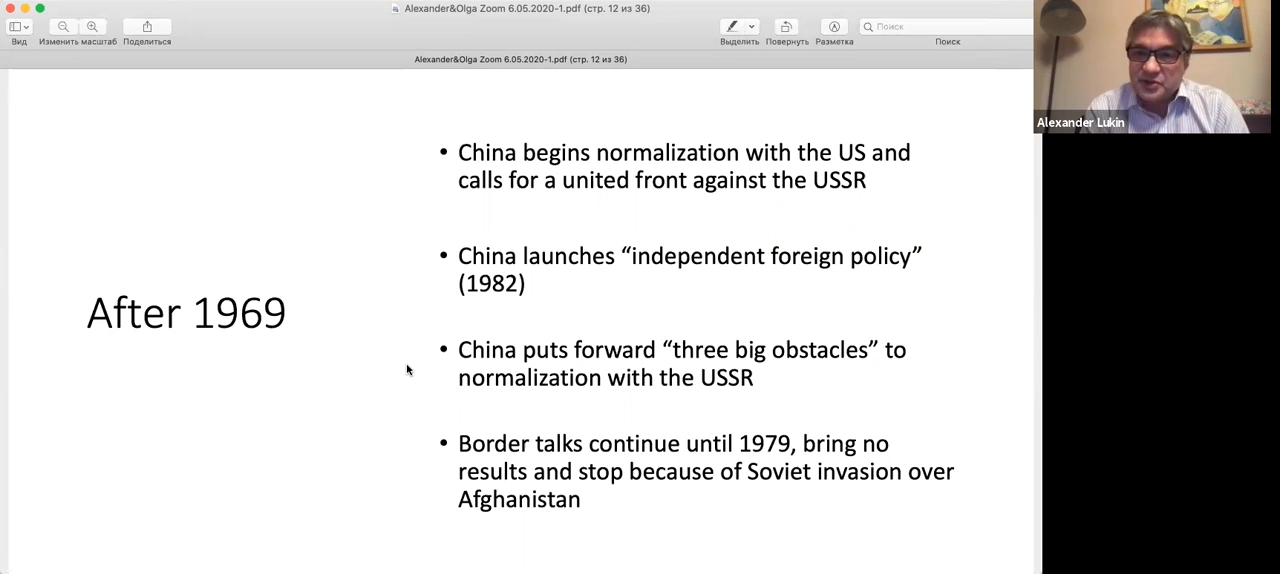 Alexander&Olga Zoom 6.05.2020-1.pdf (стр. 12 из 36)
Вид
Изменить масштаб
Поделиться
Выделить
Повернуть
Разметка
Поиск
Поиск
Alexander&Olga Zoom 6.05.2020-1.pdf (стр. 12 из 36)
Alexander Lukin
After 1969
• China begins normalization with the US and
calls for a united front against the USSR
• China launches “independent foreign policy”
(1982)
• China puts forward “three big obstacles” to
normalization with the USSR
• Border talks continue until 1979, bring no
results and stop because of Soviet invasion over
Afghanistan